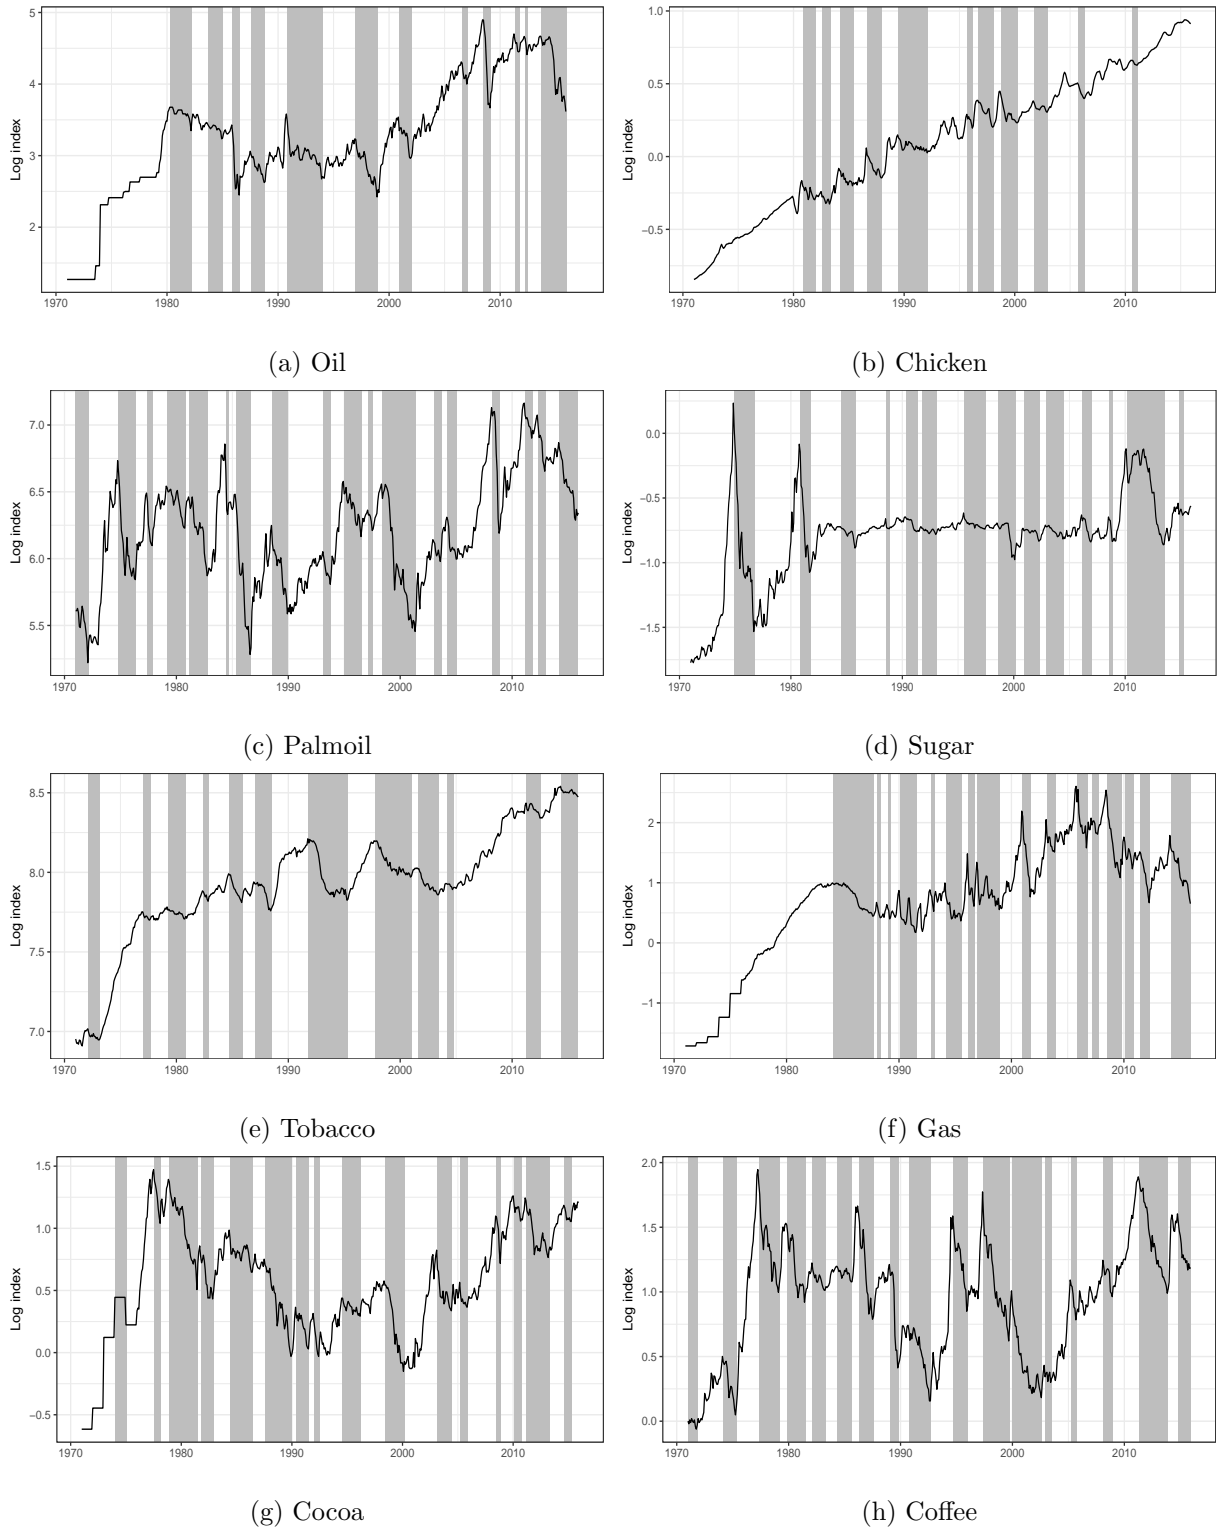 5
4
3
2
Log index
1970 1980 1990 2000 2010
(a) Oil
1.0
0.5
0.0
−0.5
Log index
1970 1980 1990 2000 2010
(b) Chicken
7.0
6.5
6.0
5.5
Log index
1970 1980 1990 2000 2010
(c) Palmoil
0.0
−0.5
−1.0
−1.5
Log index
1970 1980 1990 2000 2010
(d) Sugar
8.5
8.0
7.5
7.0
Log index
1970 1980 1990 2000 2010
(e) Tobacco
2
1
0
−1
Log index
1970 1980 1990 2000 2010
(f) Gas
1.5
1.0
0.5
0.0
−0.5
Log index
1970 1980 1990 2000 2010
(g) Cocoa
2.0
1.5
1.0
0.5
0.0
Log index
1970 1980 1990 2000 2010
(h) Coffee